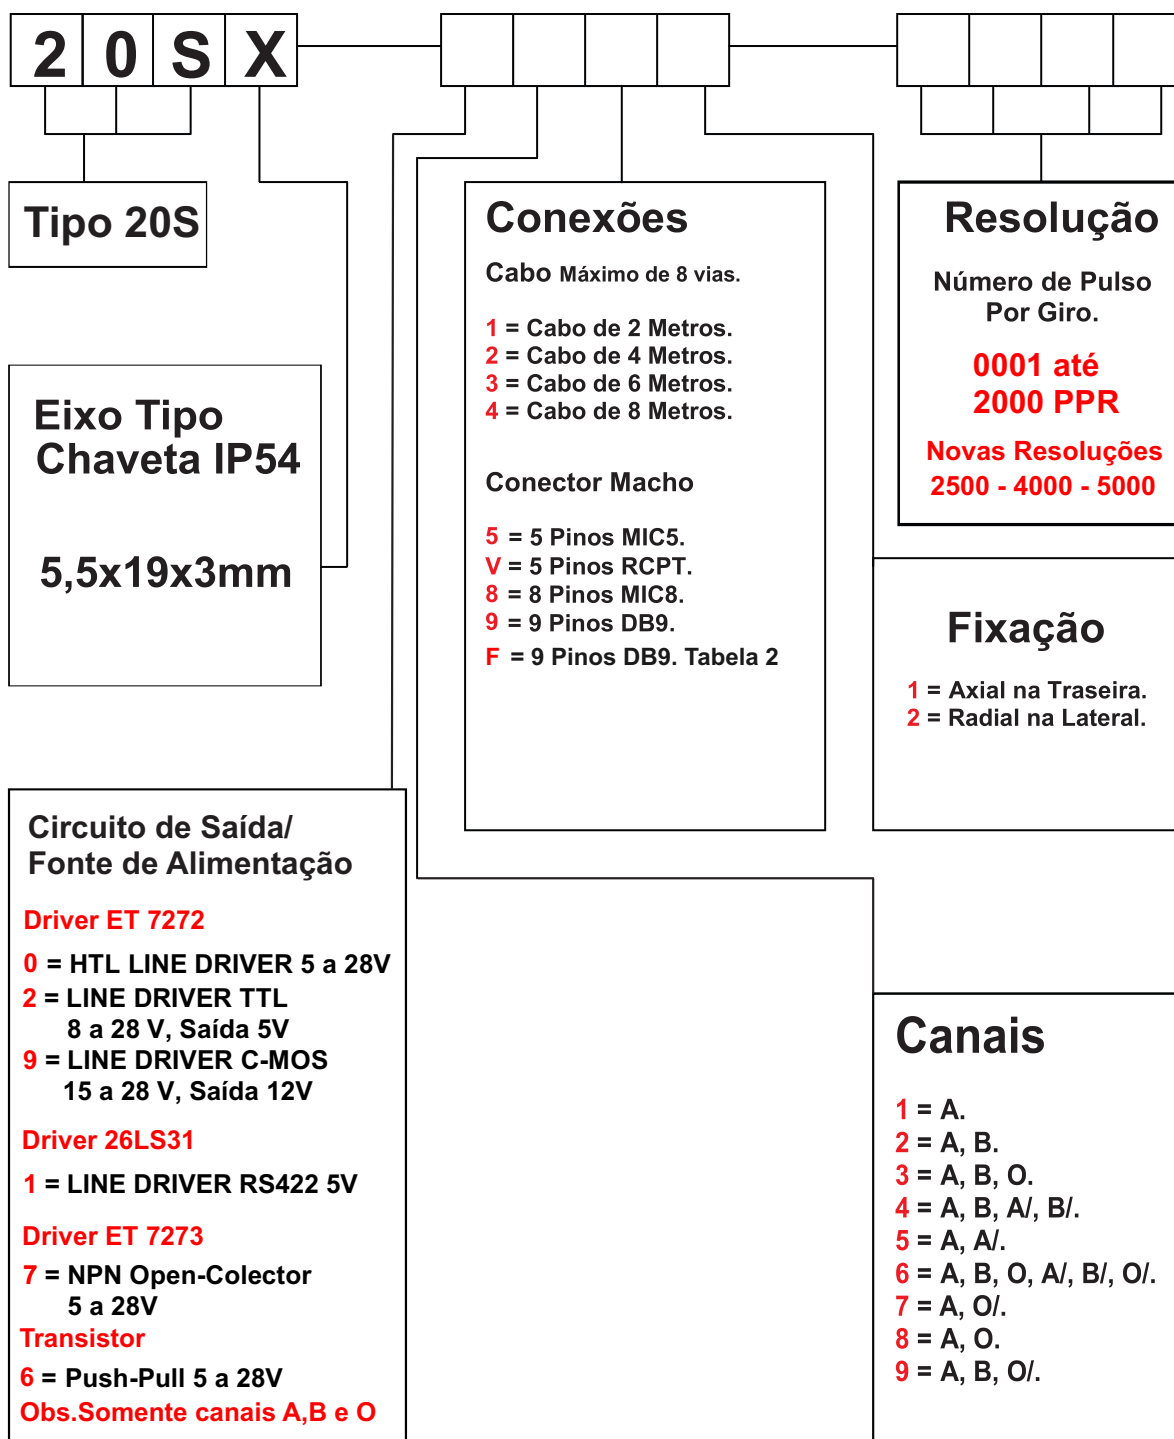 2 0 S X
Tipo 20S
Eixo Tipo
Chaveta IP54
5,5x19x3mm
Conexões
Cabo Máximo de 8 vias.
1 = Cabo de 2 Metros.
2 = Cabo de 4 Metros.
3 = Cabo de 6 Metros.
4 = Cabo de 8 Metros.
Conector Macho
5 = 5 Pinos MIC5.
V = 5 Pinos RCPT.
8 = 8 Pinos MIC8.
9 = 9 Pinos DB9.
F = 9 Pinos DB9. Tabela 2
Resolução
Número de Pulso
Por Giro.
0001 até
2000 PPR
Novas Resoluções
2500 - 4000 - 5000
Fixação
1 = Axial na Traseira.
2 = Radial na Lateral.
Circuito de Saída/
Fonte de Alimentação
Driver ET 7272
0 = HTL LINE DRIVER 5 a 28V
2 = LINE DRIVER TTL
8 a 28 V, Saída 5V
9 = LINE DRIVER C-MOS
15 a 28 V, Saída 12V
Driver 26LS31
1 = LINE DRIVER RS422 5V
Driver ET 7273
7 = NPN Open-Colector
5 a 28V
Transistor
6 = Push-Pull 5 a 28V
Obs.Somente canais A,B e O
Canais
1 = A.
2 = A, B.
3 = A, B, O.
4 = A, B, A/, B/.
5 = A, A/.
6 = A, B, O, A/, B/, O/.
7 = A, O/.
8 = A, O.
9 = A, B, O/.